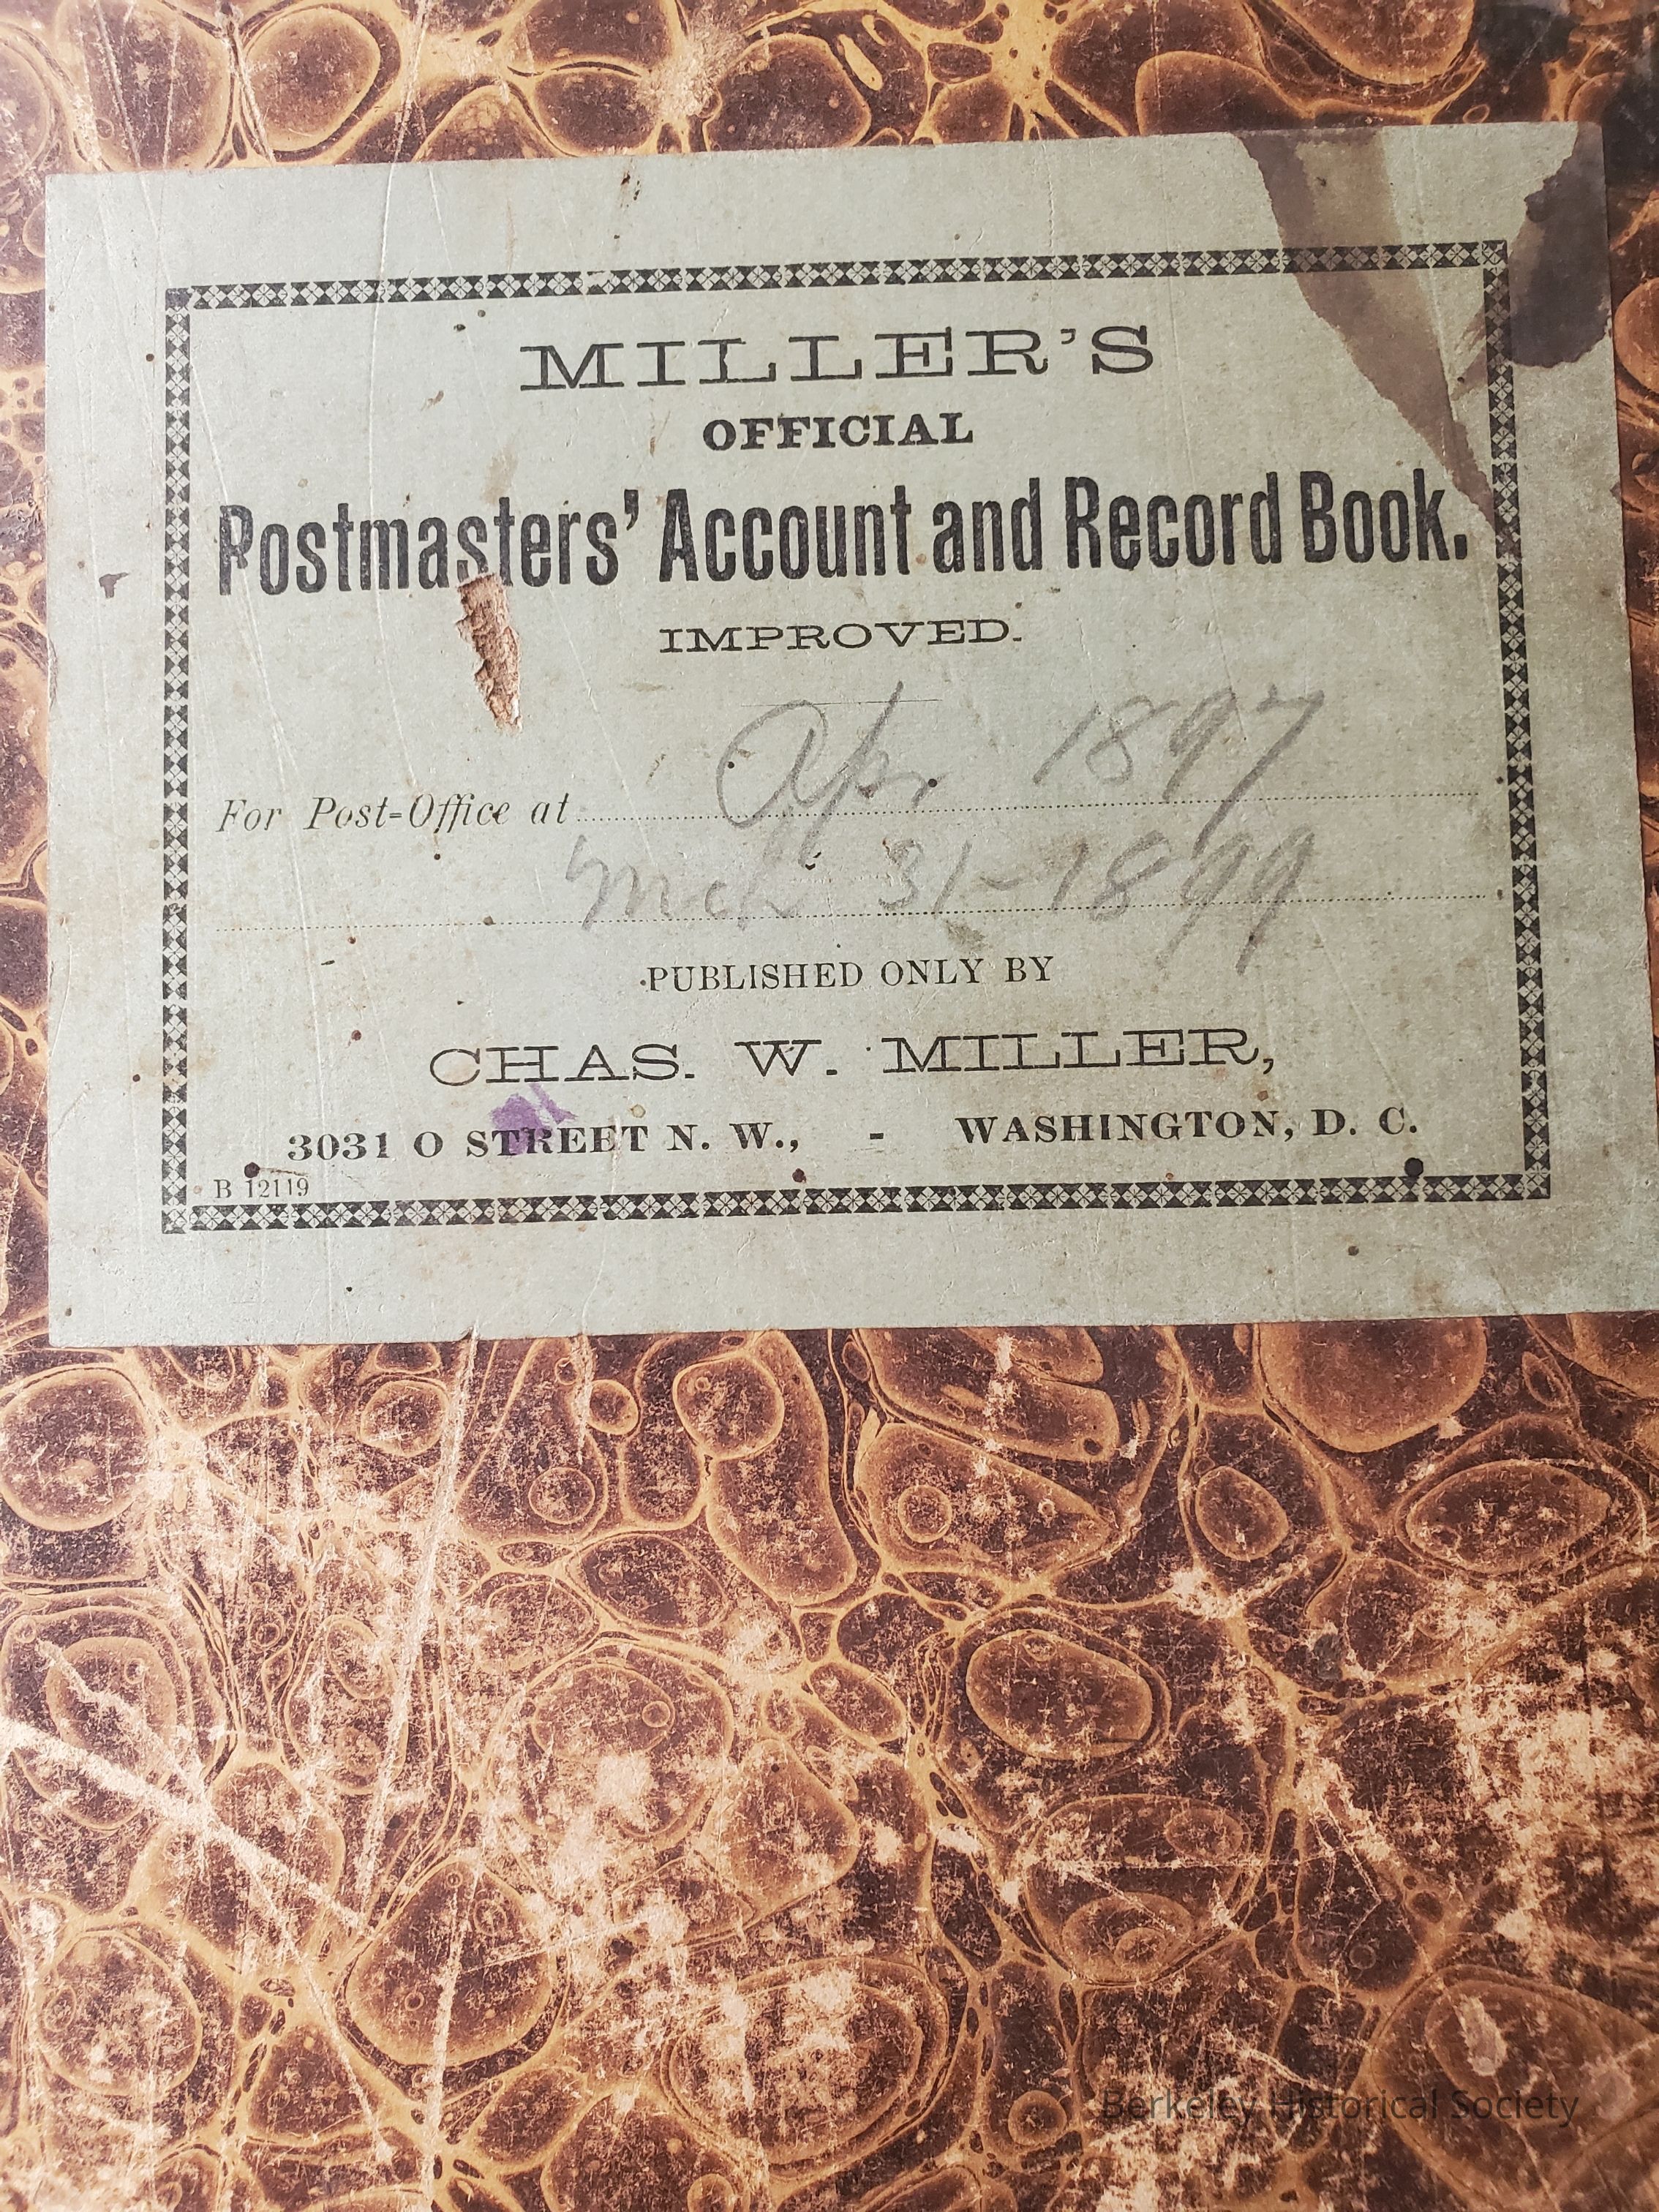 MILLER'S
OFFICIAL
Postmasters' Account and Record Book.
IMPROVED.
For Post-Office at Apr 1897
Mch 31-1899
PUBLISHED ONLY BY
CHAS. W. MILLER,
3031 O STREET N. W., - WASHINGTON, D. C.
B 12119
Berkeley Historical Society